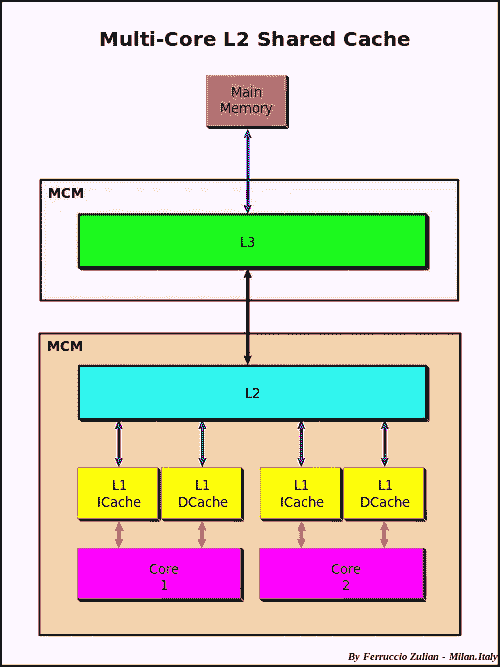 Multi-Core L2 Shared Cache
Main
Memory
MCM
L3
MCM
L2
L1
ICache
L1
DCache
L1
ICache
L1
DCache
Core
1
Core
2
By Ferruccio Zulian - Milan.Italy